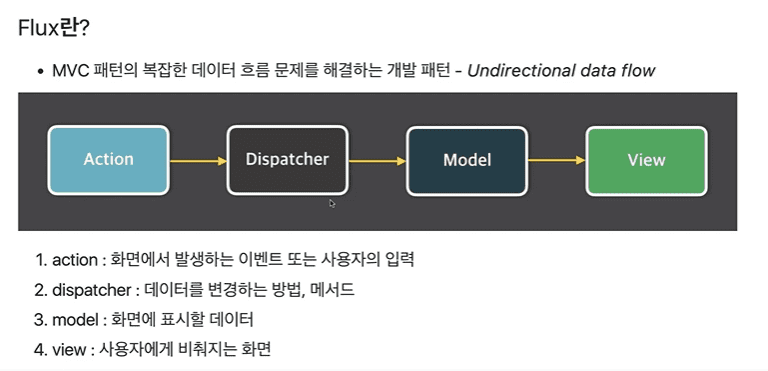 Flux란?
• MVC 패턴의 복잡한 데이터 흐름 문제를 해결하는 개발 패턴 - Undirectional data flow
Action Dispatcher Model View
1. action : 화면에서 발생하는 이벤트 또는 사용자의 입력
2. dispatcher : 데이터를 변경하는 방법, 메서드
3. model : 화면에 표시할 데이터
4. view : 사용자에게 비춰지는 화면